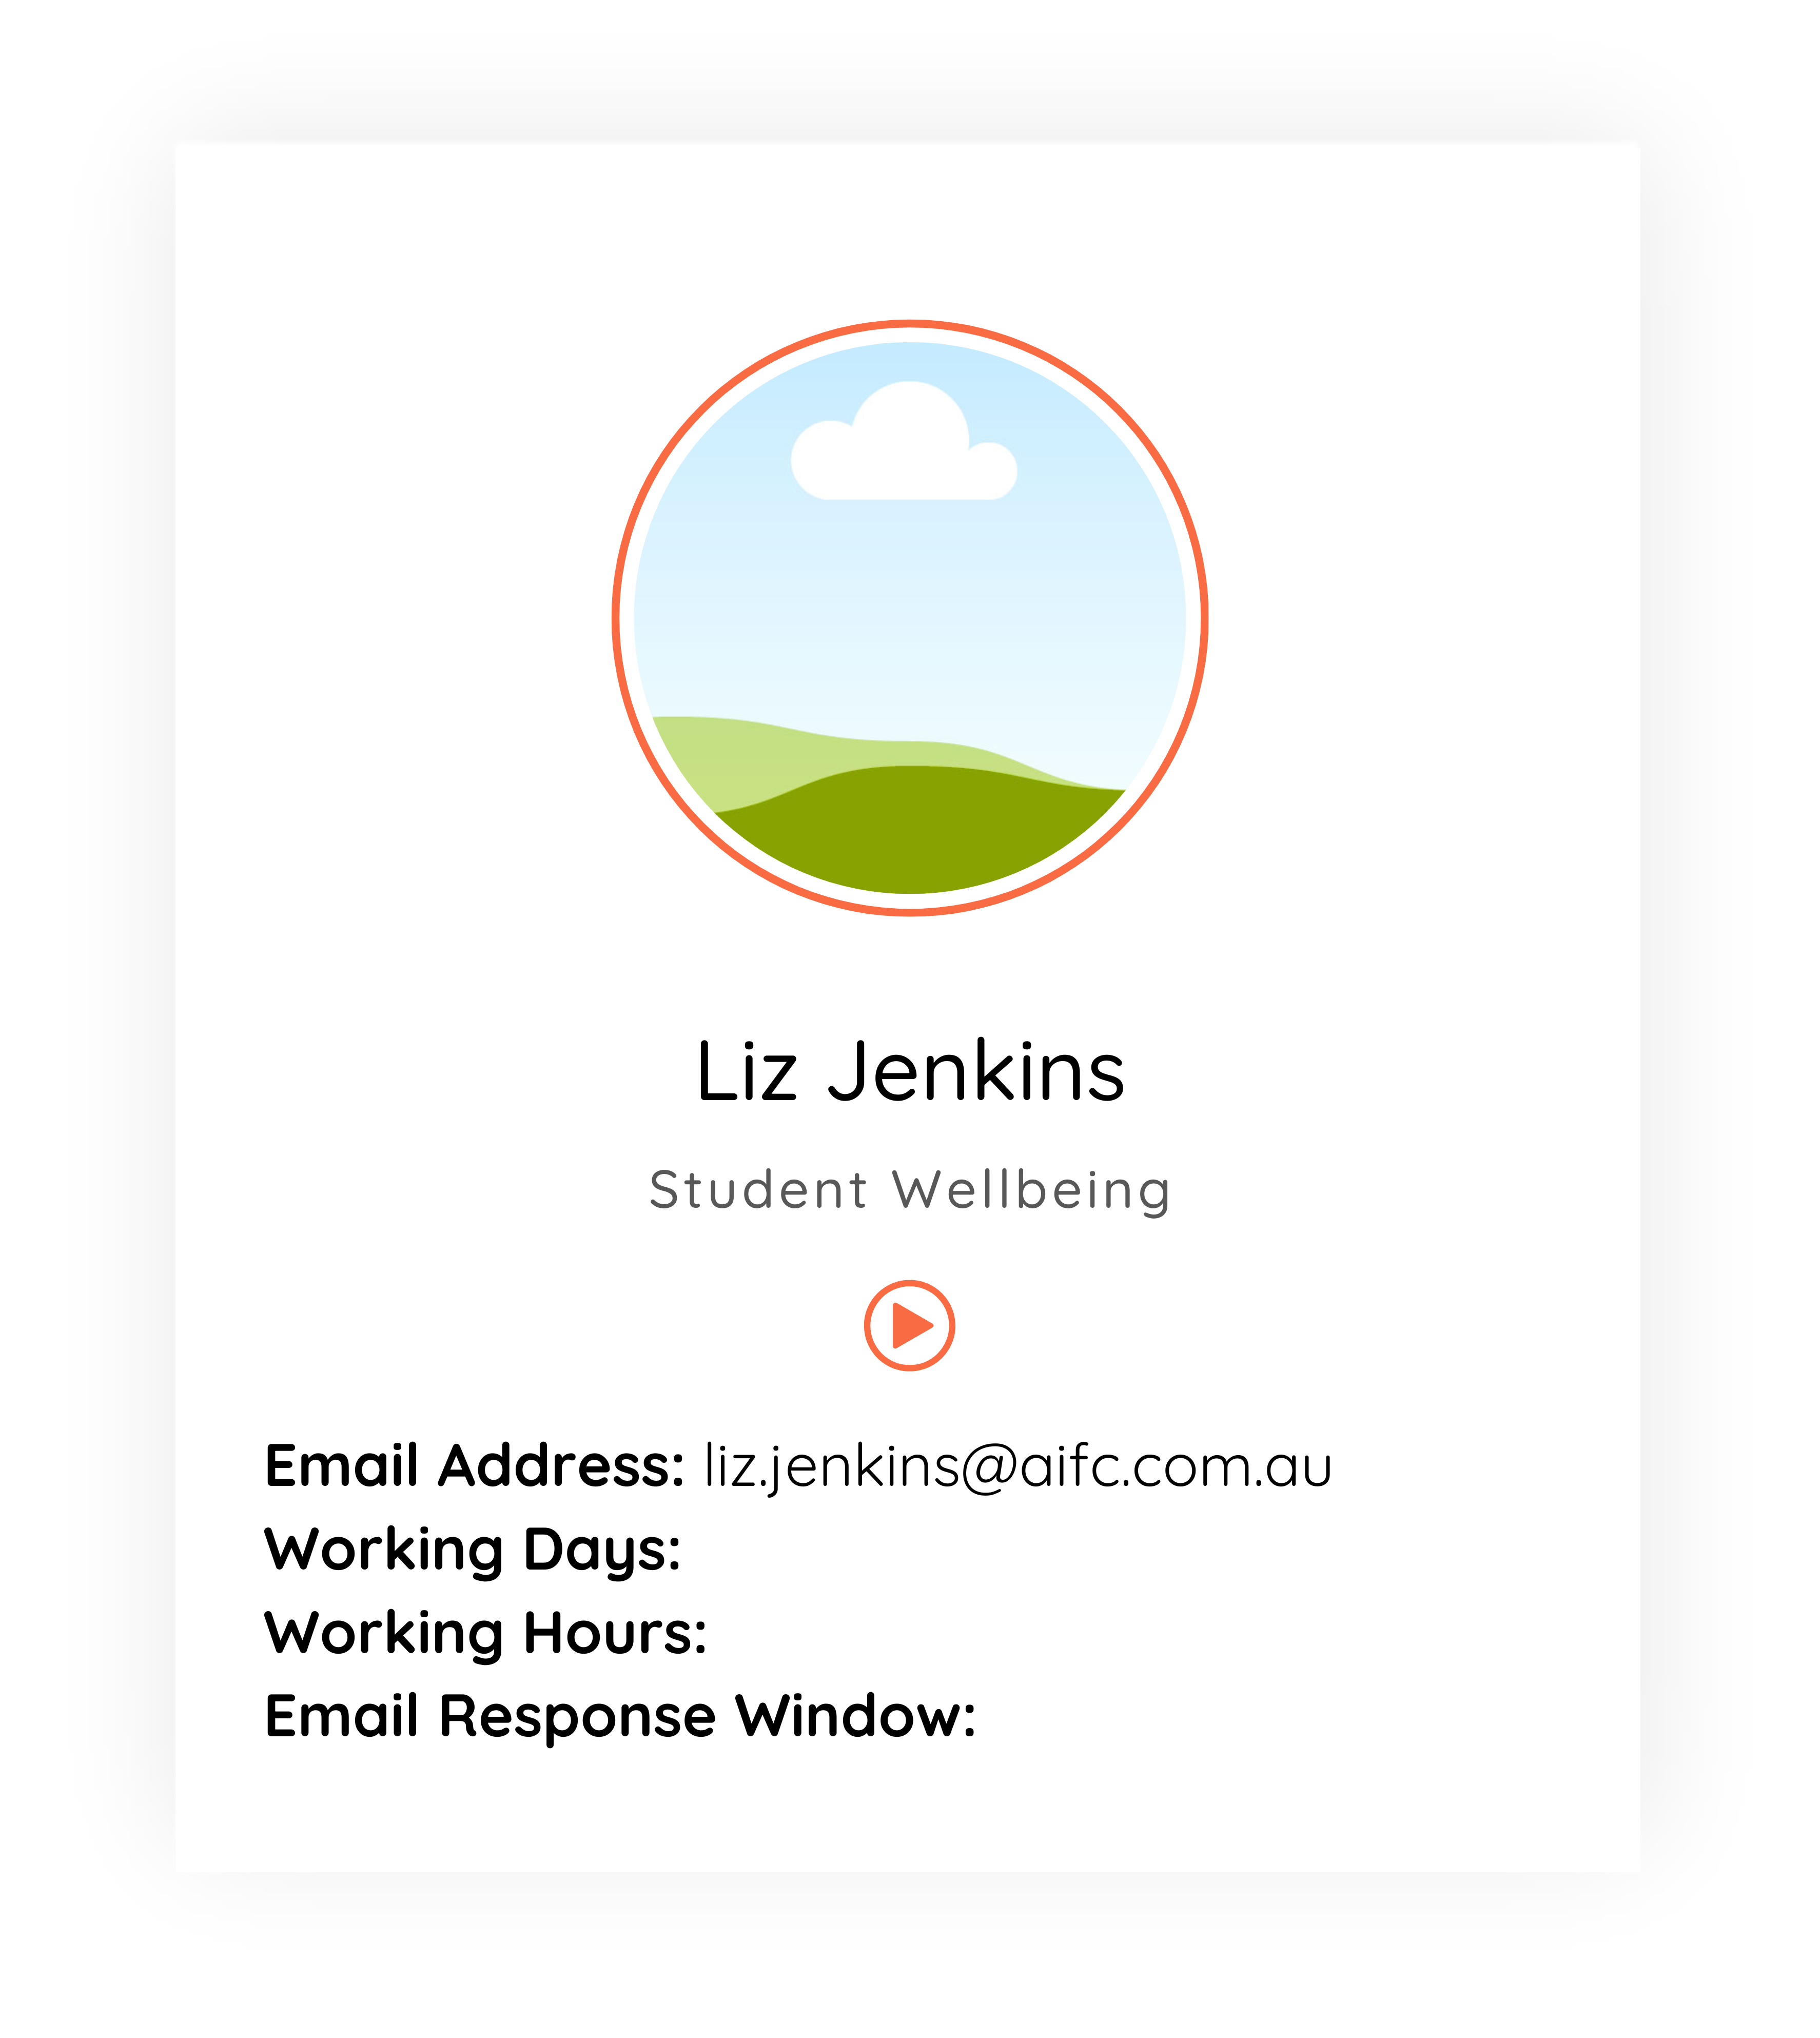 Liz Jenkins
Student Wellbeing
Email Address: liz.jenkins@aifc.com.au
Working Days:
Working Hours:
Email Response Window: